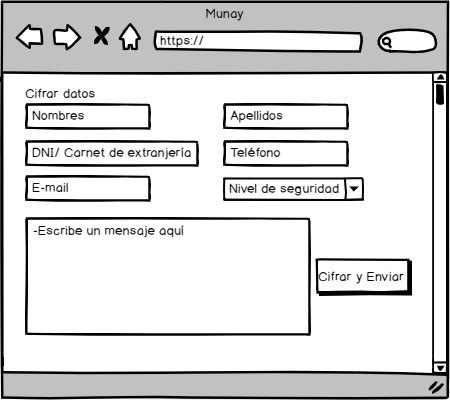 Munay
https://
Cifrar datos
Nombres
Apellidos
DNI/ Carnet de extranjería
Teléfono
E-mail
Nivel de seguridad
-Escribe un mensaje aquí
Cifrar y Enviar